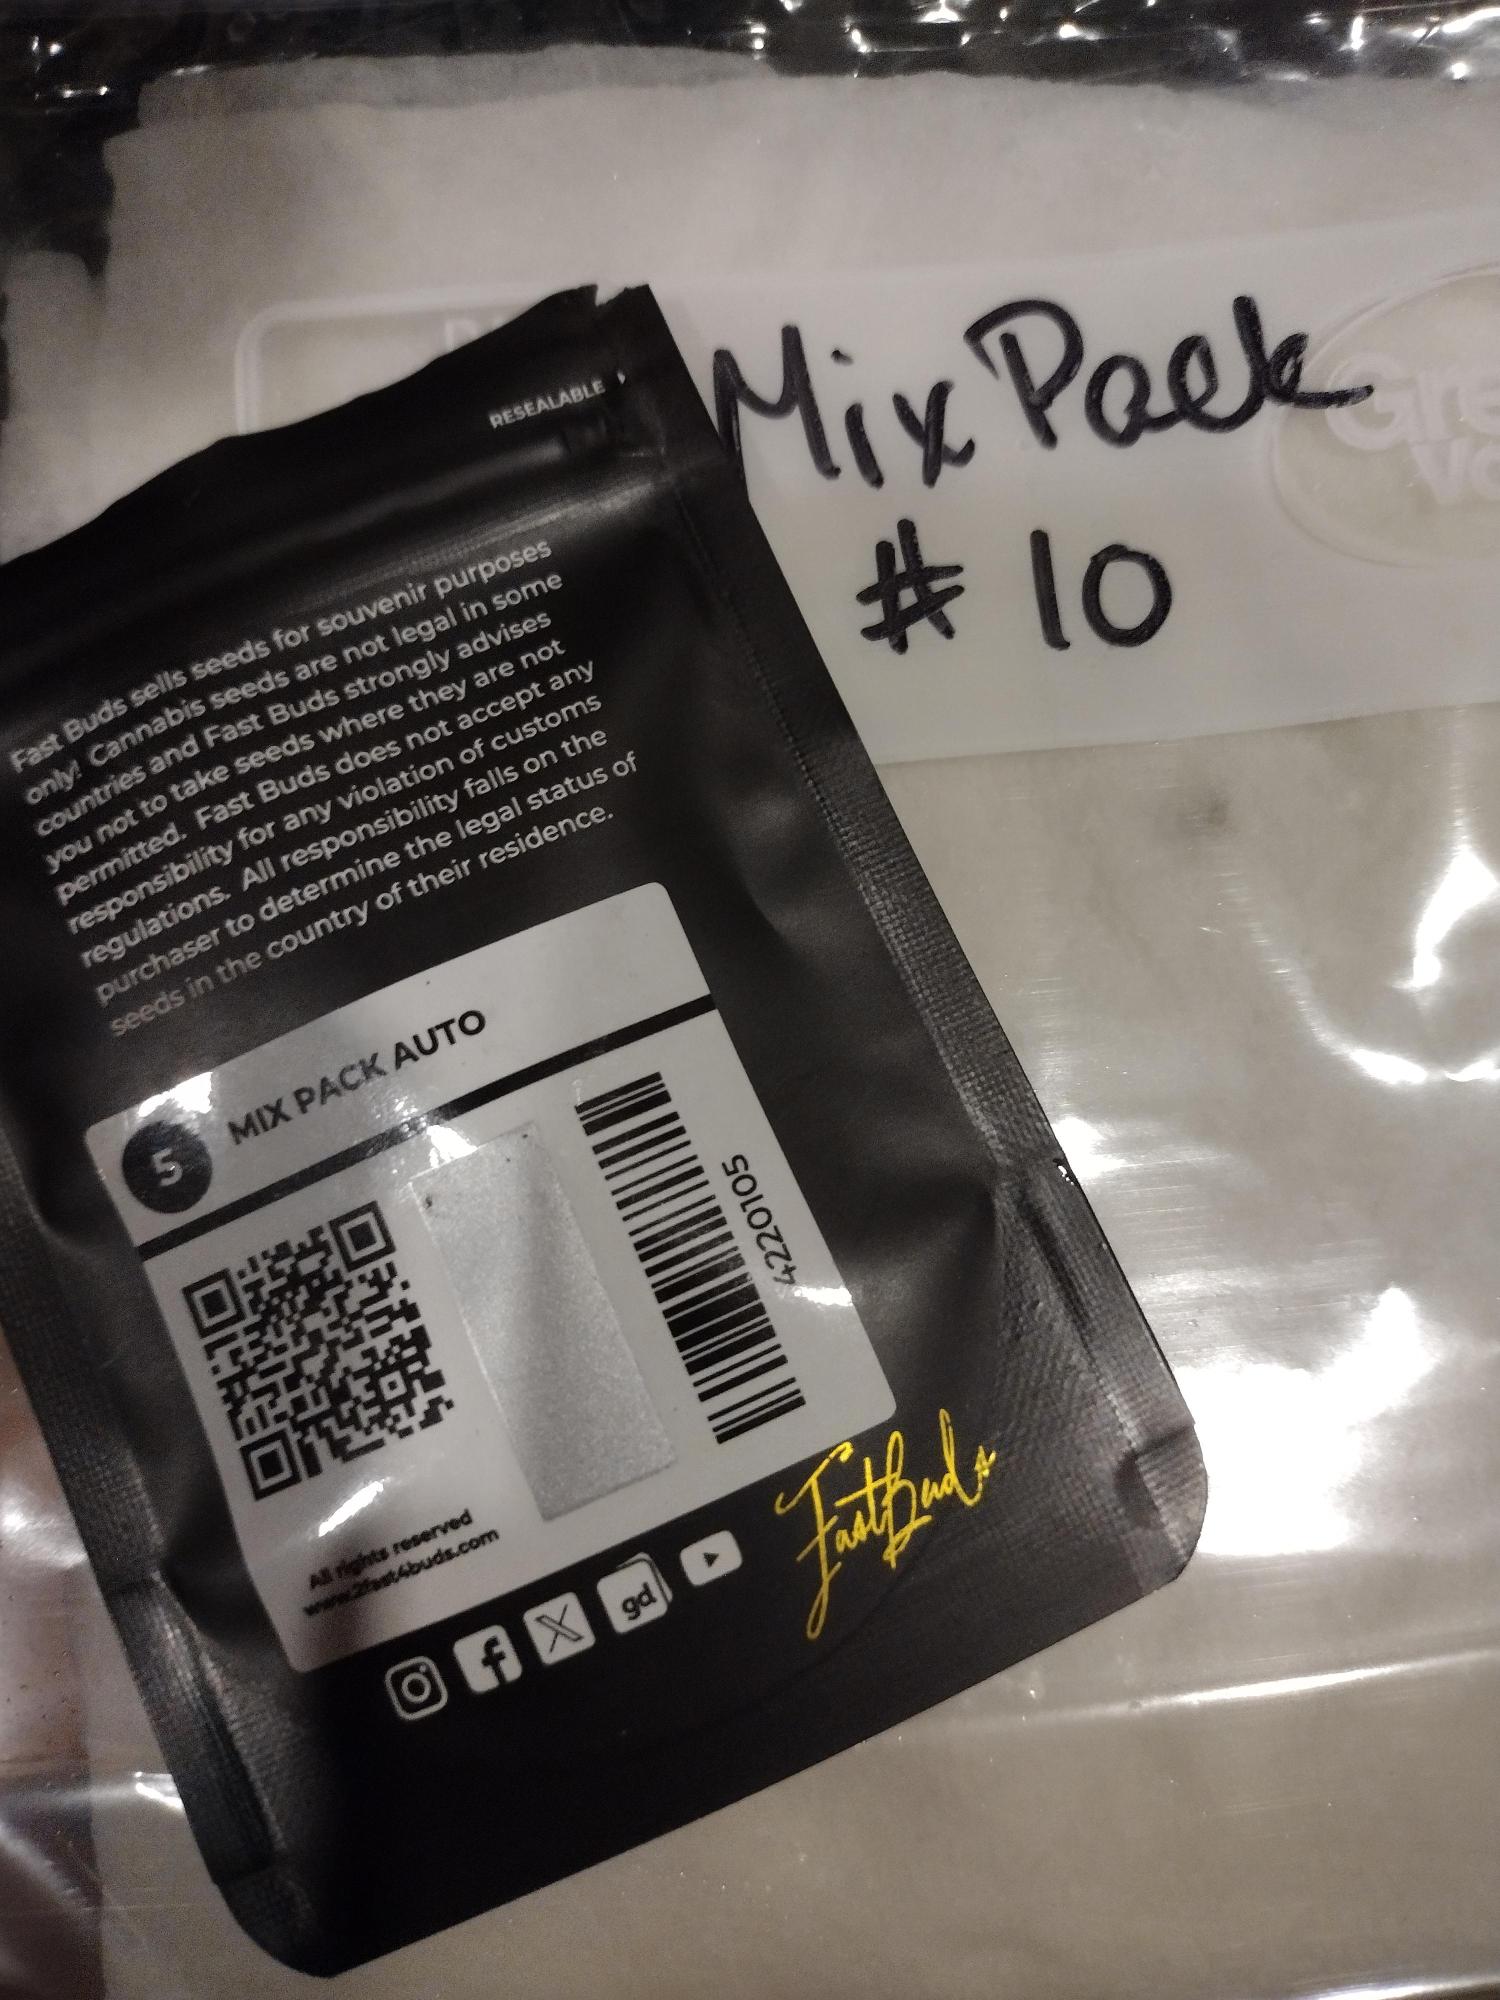 Mix Pack
# 10
RESEALABLE
Fast Buds sells seeds for souvenir purposes
only! Cannabis seeds are not legal in some
countries and Fast Buds strongly advises
you not to take seeds where they are not
permitted. Fast Buds does not accept any
responsibility for any violation of customs
regulations. All responsibility falls on the
purchaser to determine the legal status of
seeds in the country of their residence.
5 MIX PACK AUTO
4220105
All rights reserved
www.2fast4buds.com
gd
FastBuds